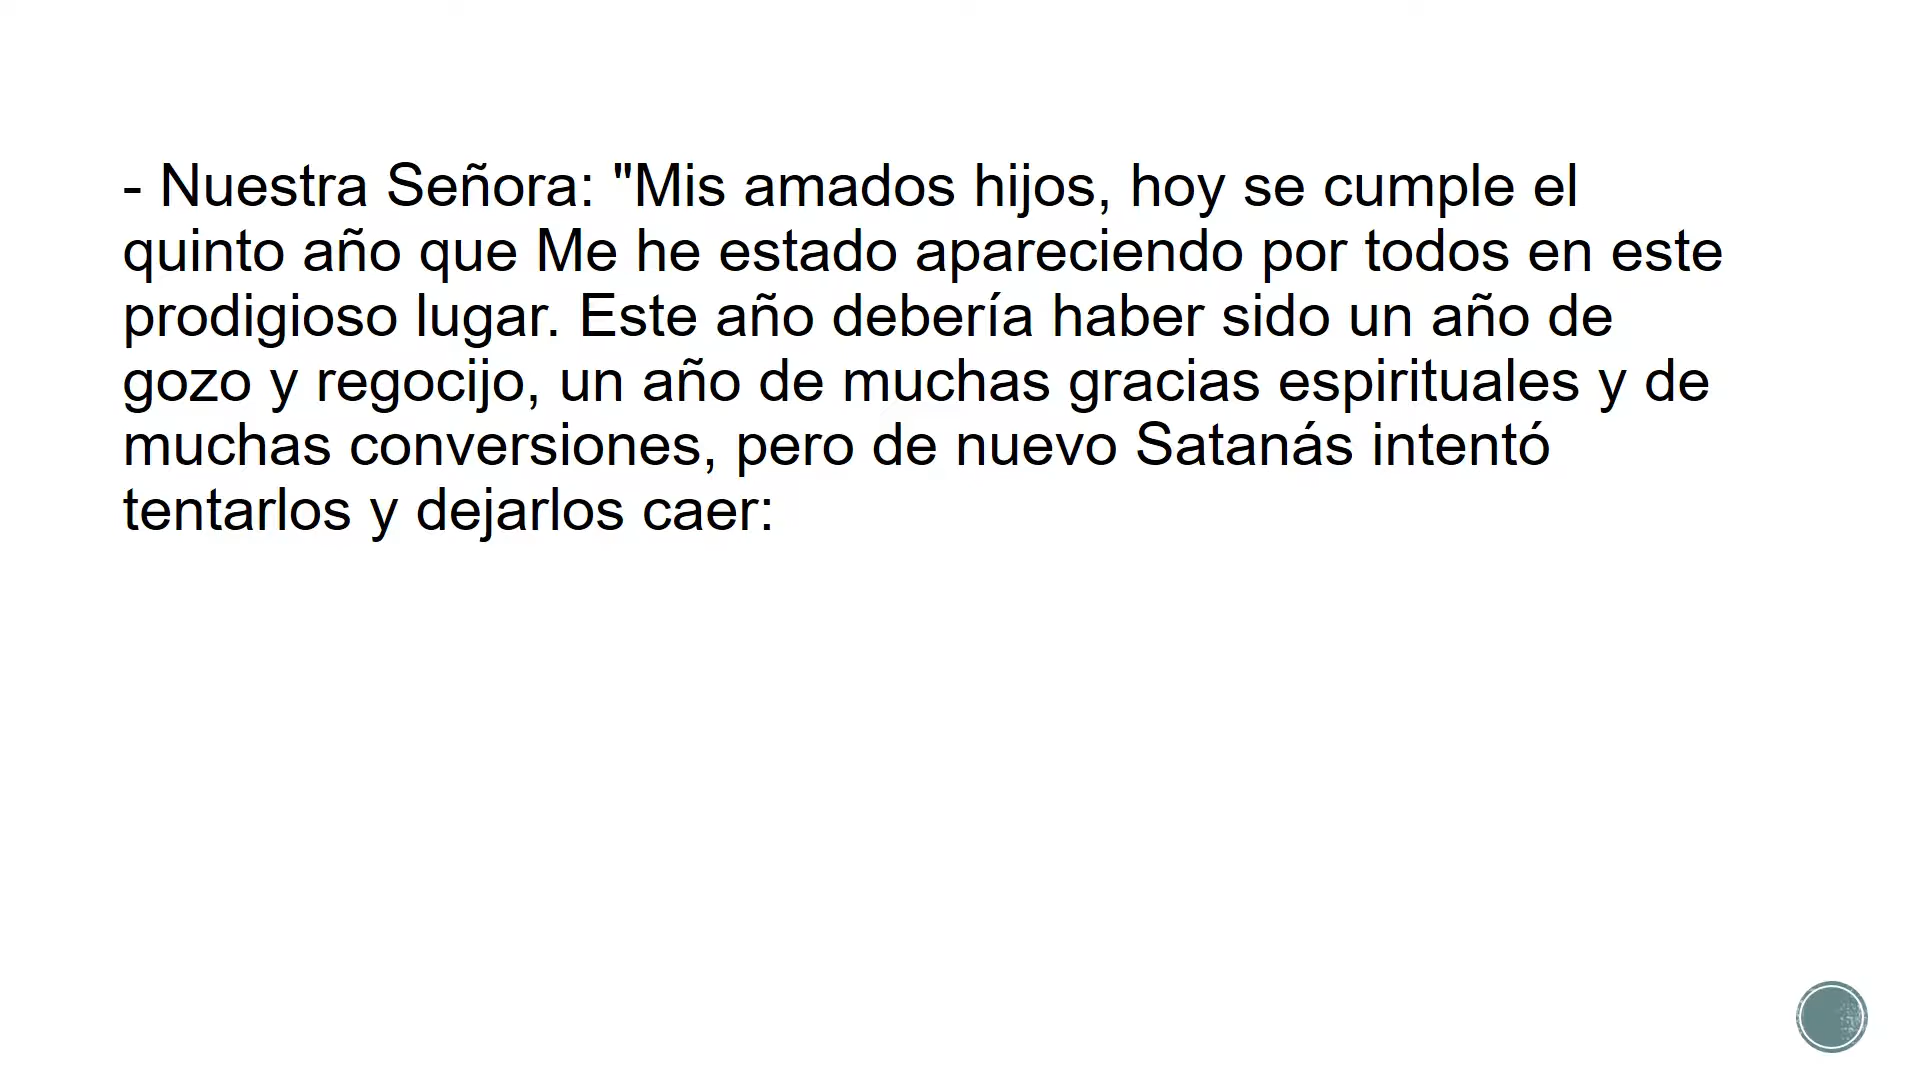 - Nuestra Señora: "Mis amados hijos, hoy se cumple el
quinto año que Me he estado apareciendo por todos en este
prodigioso lugar. Este año debería haber sido un año de
gozo y regocijo, un año de muchas gracias espirituales y de
muchas conversiones, pero de nuevo Satanás intentó
tentarlos y dejarlos caer: